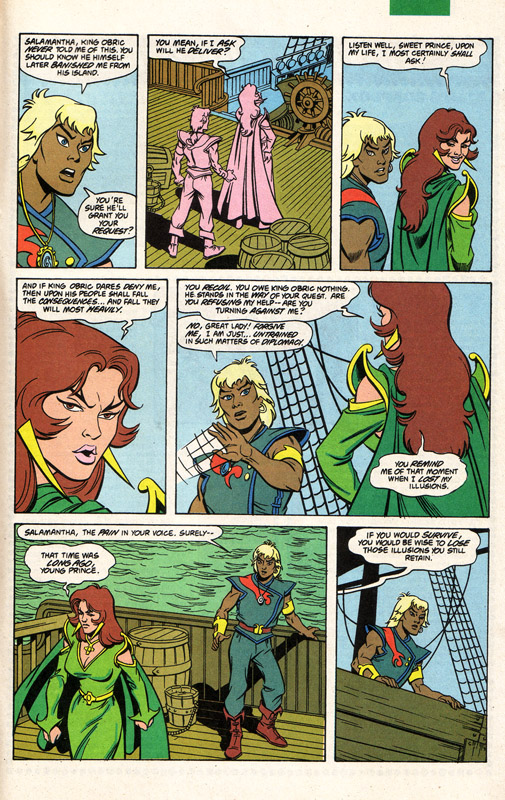 SALAMANTHA, KING OBRIC
NEVER TOLD ME OF THIS. YOU
SHOULD KNOW HE HIMSELF
LATER BANISHED ME FROM
HIS ISLAND.
YOU'RE
SURE HE'LL
GRANT YOU
YOUR
REQUEST?
YOU MEAN, IF I ASK
WILL HE DELIVER?
LISTEN WELL, SWEET PRINCE, UPON
MY LIFE, I MOST CERTAINLY SHALL
ASK!
AND IF KING OBRIC DARES DENY ME,
THEN UPON HIS PEOPLE SHALL FALL
THE CONSEQUENCES... AND FALL THEY
WILL MOST HEAVILY.
YOU RECOIL. YOU OWE KING OBRIC NOTHING.
HE STANDS IN THE WAY OF YOUR QUEST. ARE
YOU REFUSING MY HELP--ARE YOU
TURNING AGAINST ME?
NO, GREAT LADY! FORGIVE
ME, I AM JUST... UNTRAINED
IN SUCH MATTERS OF DIPLOMACY.
YOU REMIND
ME OF THAT MOMENT
WHEN I LOST MY
ILLUSIONS.
SALAMANTHA, THE PAIN IN YOUR VOICE. SURELY--
THAT TIME WAS
LONG AGO,
YOUNG PRINCE.
IF YOU WOULD SURVIVE,
YOU WOULD BE WISE TO LOSE
THOSE ILLUSIONS YOU STILL
RETAIN.